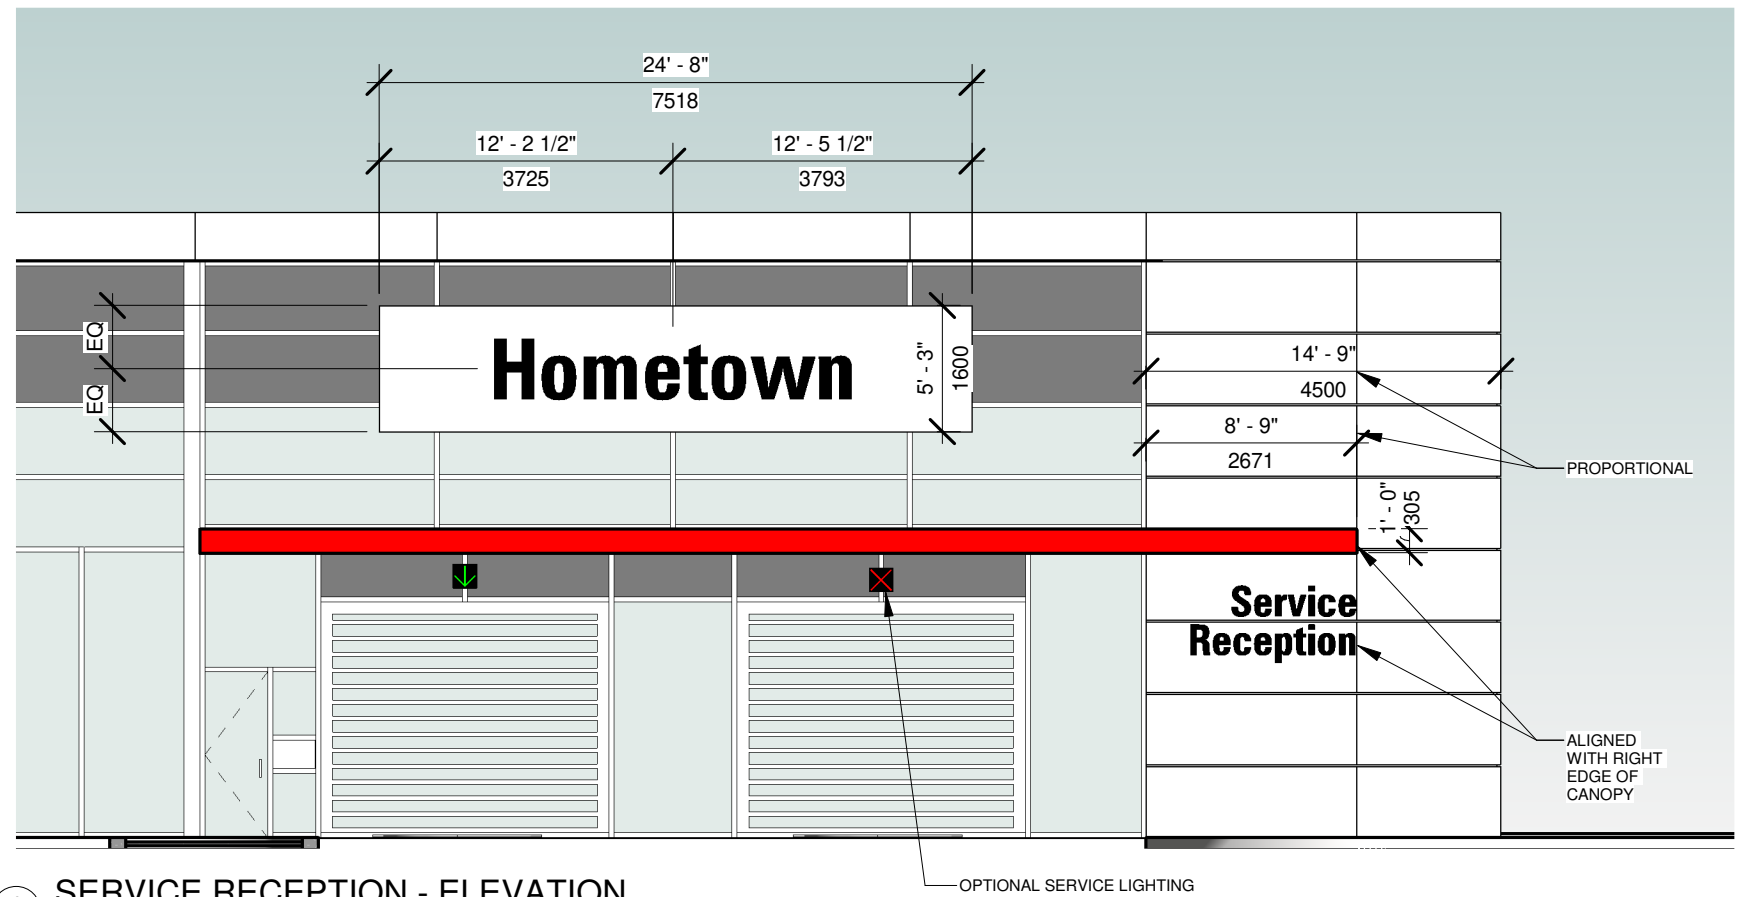 24' - 8"
7518
12' - 2 1/2"
12' - 5 1/2"
3725
3793
EQ
EQ
Hometown
5' - 3"
1600
14' - 9"
4500
8' - 9"
2671
PROPORTIONAL
1' - 0"
305
Service
Reception
ALIGNED
WITH RIGHT
EDGE OF
CANOPY
OPTIONAL SERVICE LIGHTING
SERVICE RECEPTION - ELEVATION